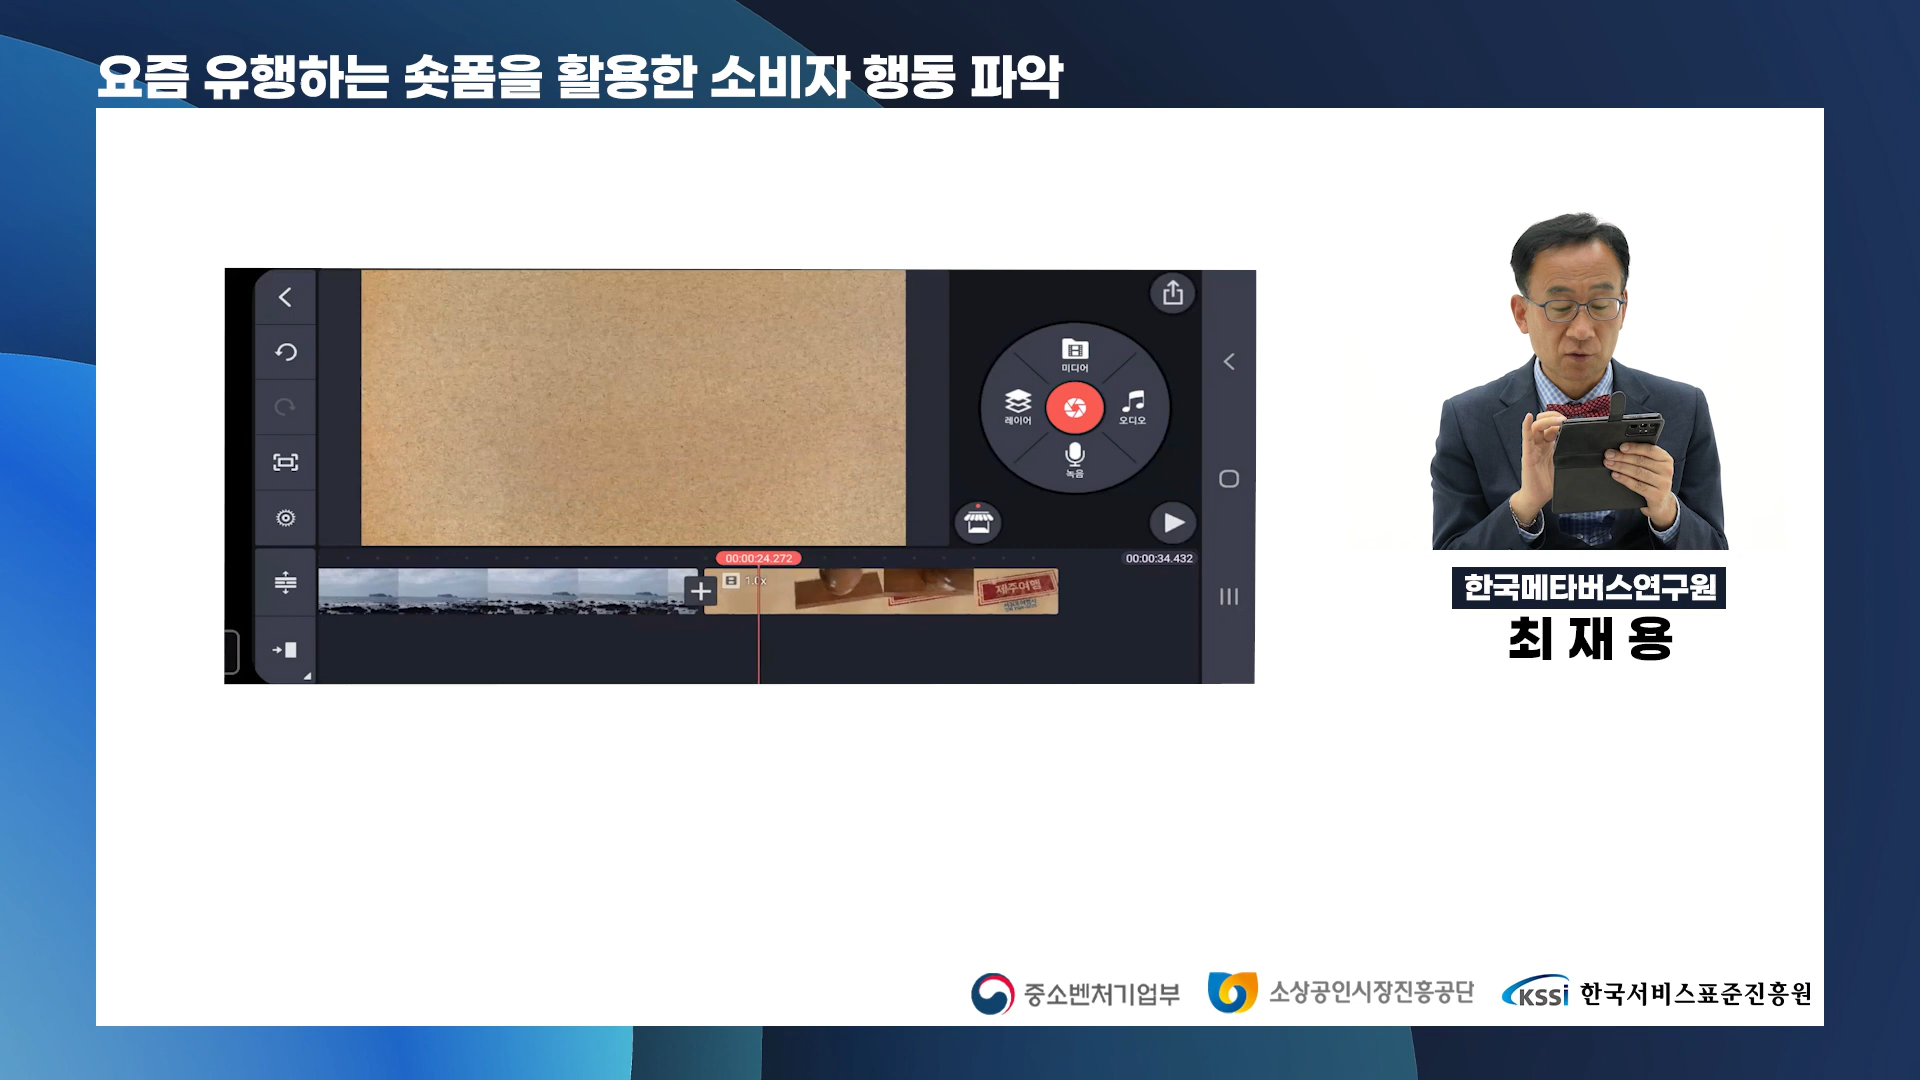 요즘 유행하는 숏폼을 활용한 소비자 행동 파악
미디어
레이어
오디오
녹음
00:00:24.272
00:00:34.432
1.0x
제주여행
한국메타버스연구원
최재용
중소벤처기업부
소상공인시장진흥공단
KSSi 한국서비스표준진흥원